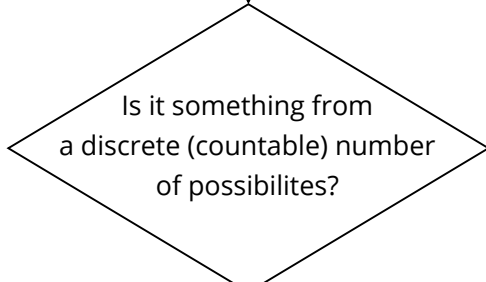 Is it something from
a discrete (countable) number
of possibilites?